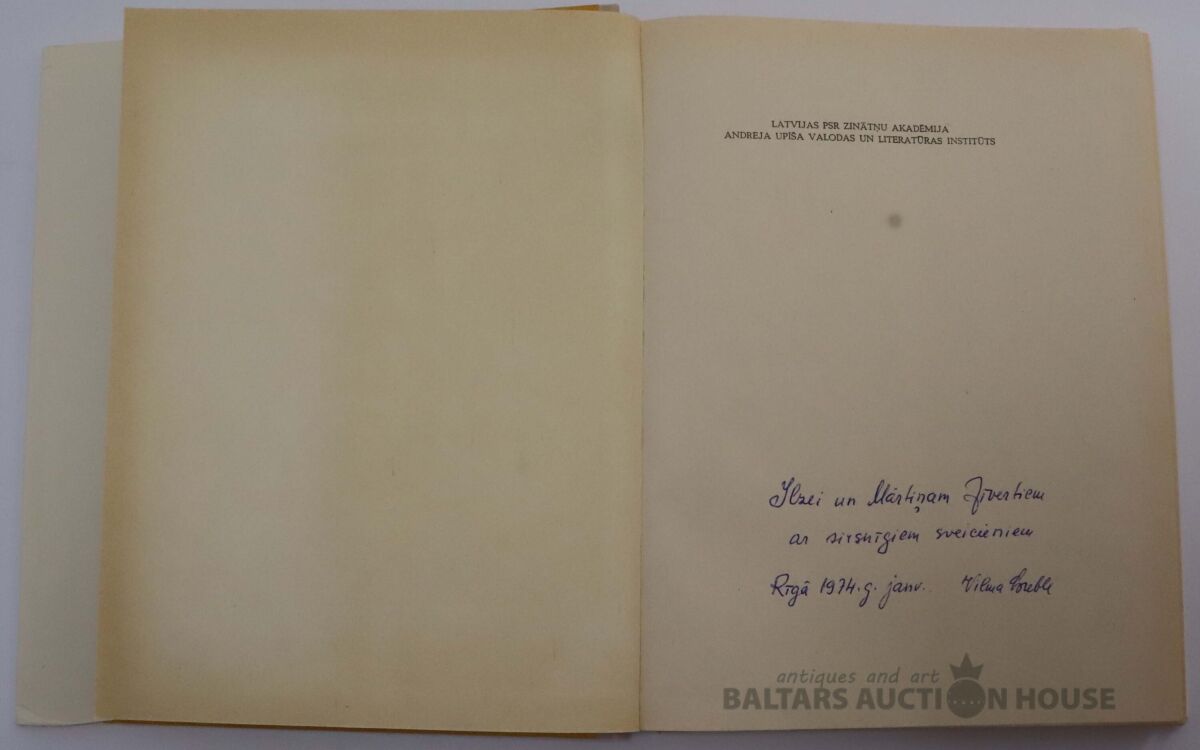 LATVIJAS PSR ZINĀTŅU AKADĒMIJA
ANDREJA UPĪŠA VALODAS UN LITERATŪRAS INSTITŪTS
Ilzei un Mārtiņam Zīvertiem
ar sirsnīgiem sveicieniem
Rīgā 1974. g. janv. Vilma
antiques and art
BALTARS AUCTION HOUSE